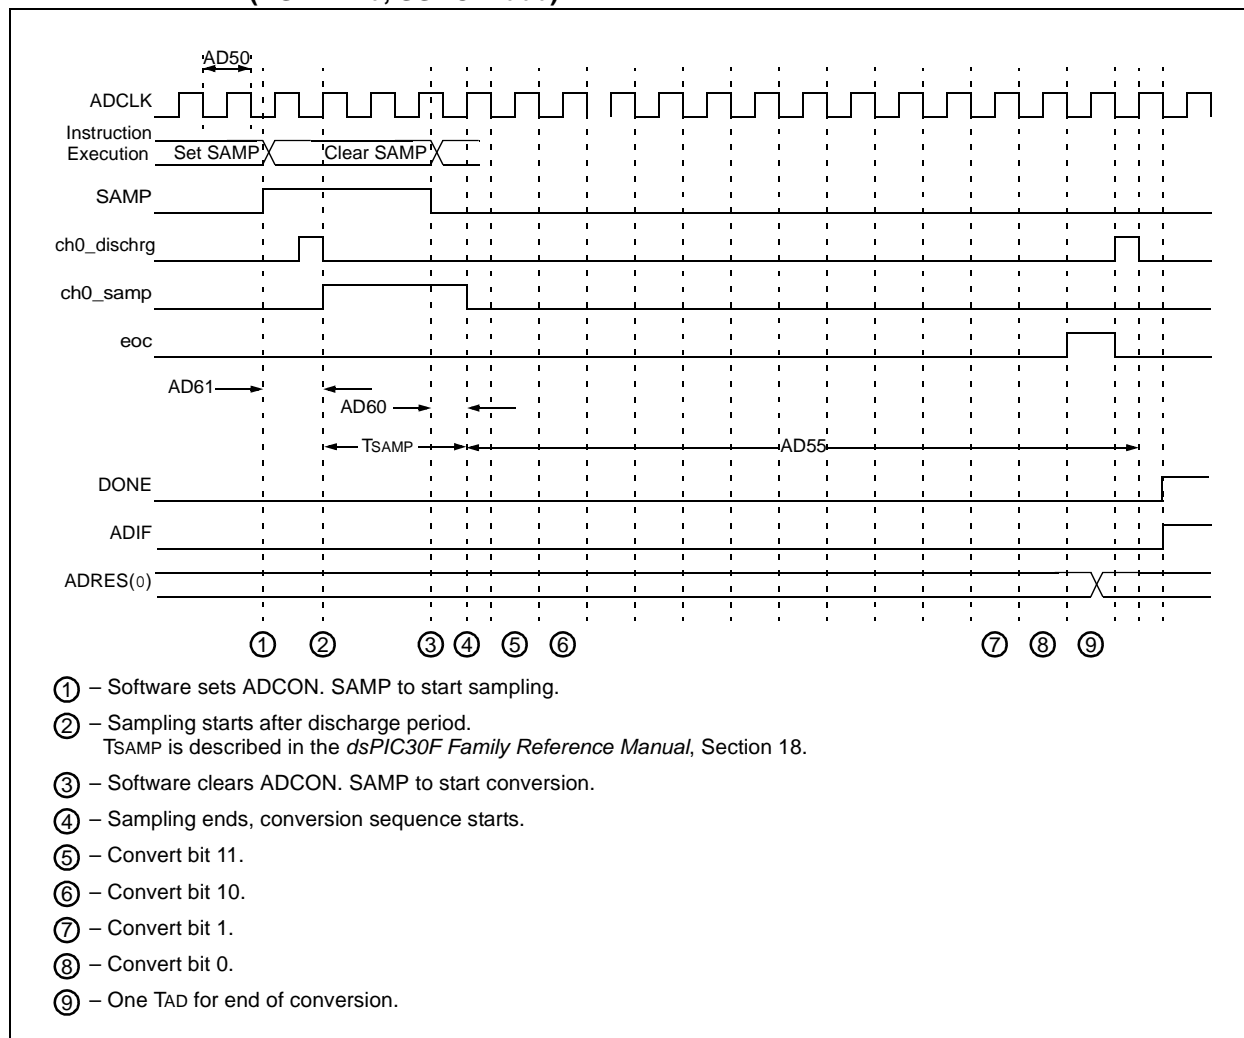 AD50
ADCLK
Instruction
Execution
Set SAMP
Clear SAMP
SAMP
ch0_dischrg
ch0_samp
eoc
AD61
AD60
TSAMP
AD55
DONE
ADIF
ADRES(0)
1 2 3 4 5 6 7 8 9
1 – Software sets ADCON. SAMP to start sampling.
2 – Sampling starts after discharge period.
TSAMP is described in the dsPIC30F Family Reference Manual, Section 18.
3 – Software clears ADCON. SAMP to start conversion.
4 – Sampling ends, conversion sequence starts.
5 – Convert bit 11.
6 – Convert bit 10.
7 – Convert bit 1.
8 – Convert bit 0.
9 – One TAD for end of conversion.